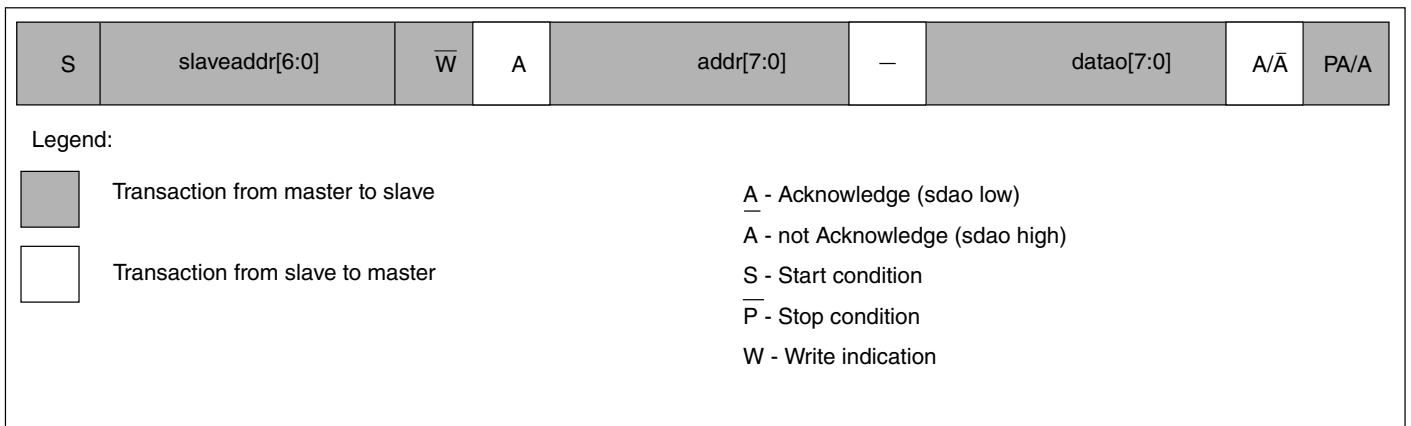 S slaveaddr[6:0] W̅ A addr[7:0] — datao[7:0] A/A̅ PA/A
Legend:
Transaction from master to slave
Transaction from slave to master
A - Acknowledge (sdao low)
A̅ - not Acknowledge (sdao high)
S - Start condition
P̅ - Stop condition
W - Write indication